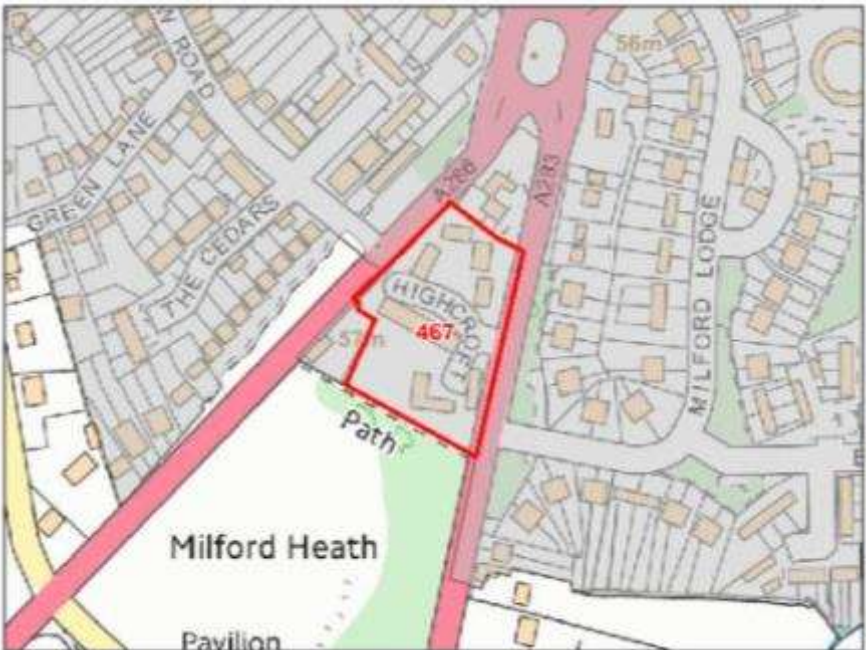 W ROAD
56m
GREEN LANE
A286
A283
THE CEDARS
HIGHCROFT
MILFORD LODGE
467
57m
Path
Milford Heath
Pavilion